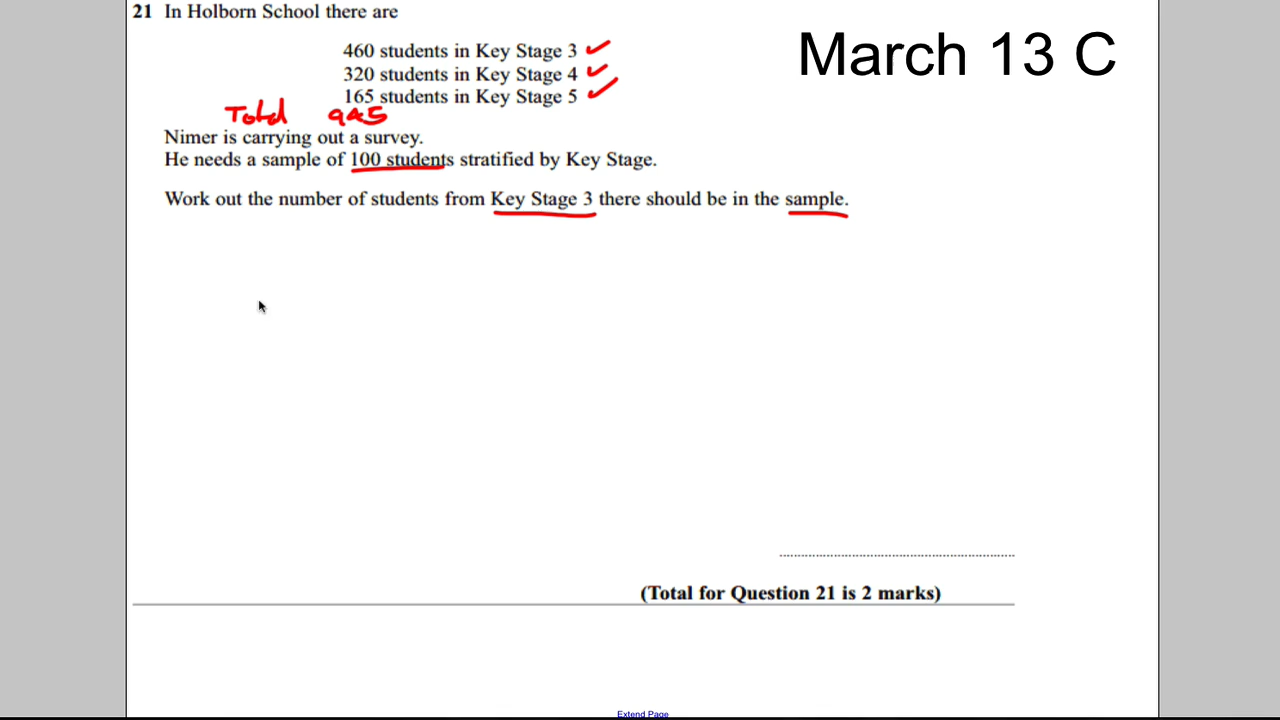 21 In Holborn School there are
March 13 C
460 students in Key Stage 3
320 students in Key Stage 4
165 students in Key Stage 5
Total 945
Nimer is carrying out a survey.
He needs a sample of 100 students stratified by Key Stage.
Work out the number of students from Key Stage 3 there should be in the sample.
(Total for Question 21 is 2 marks)
Extend Page